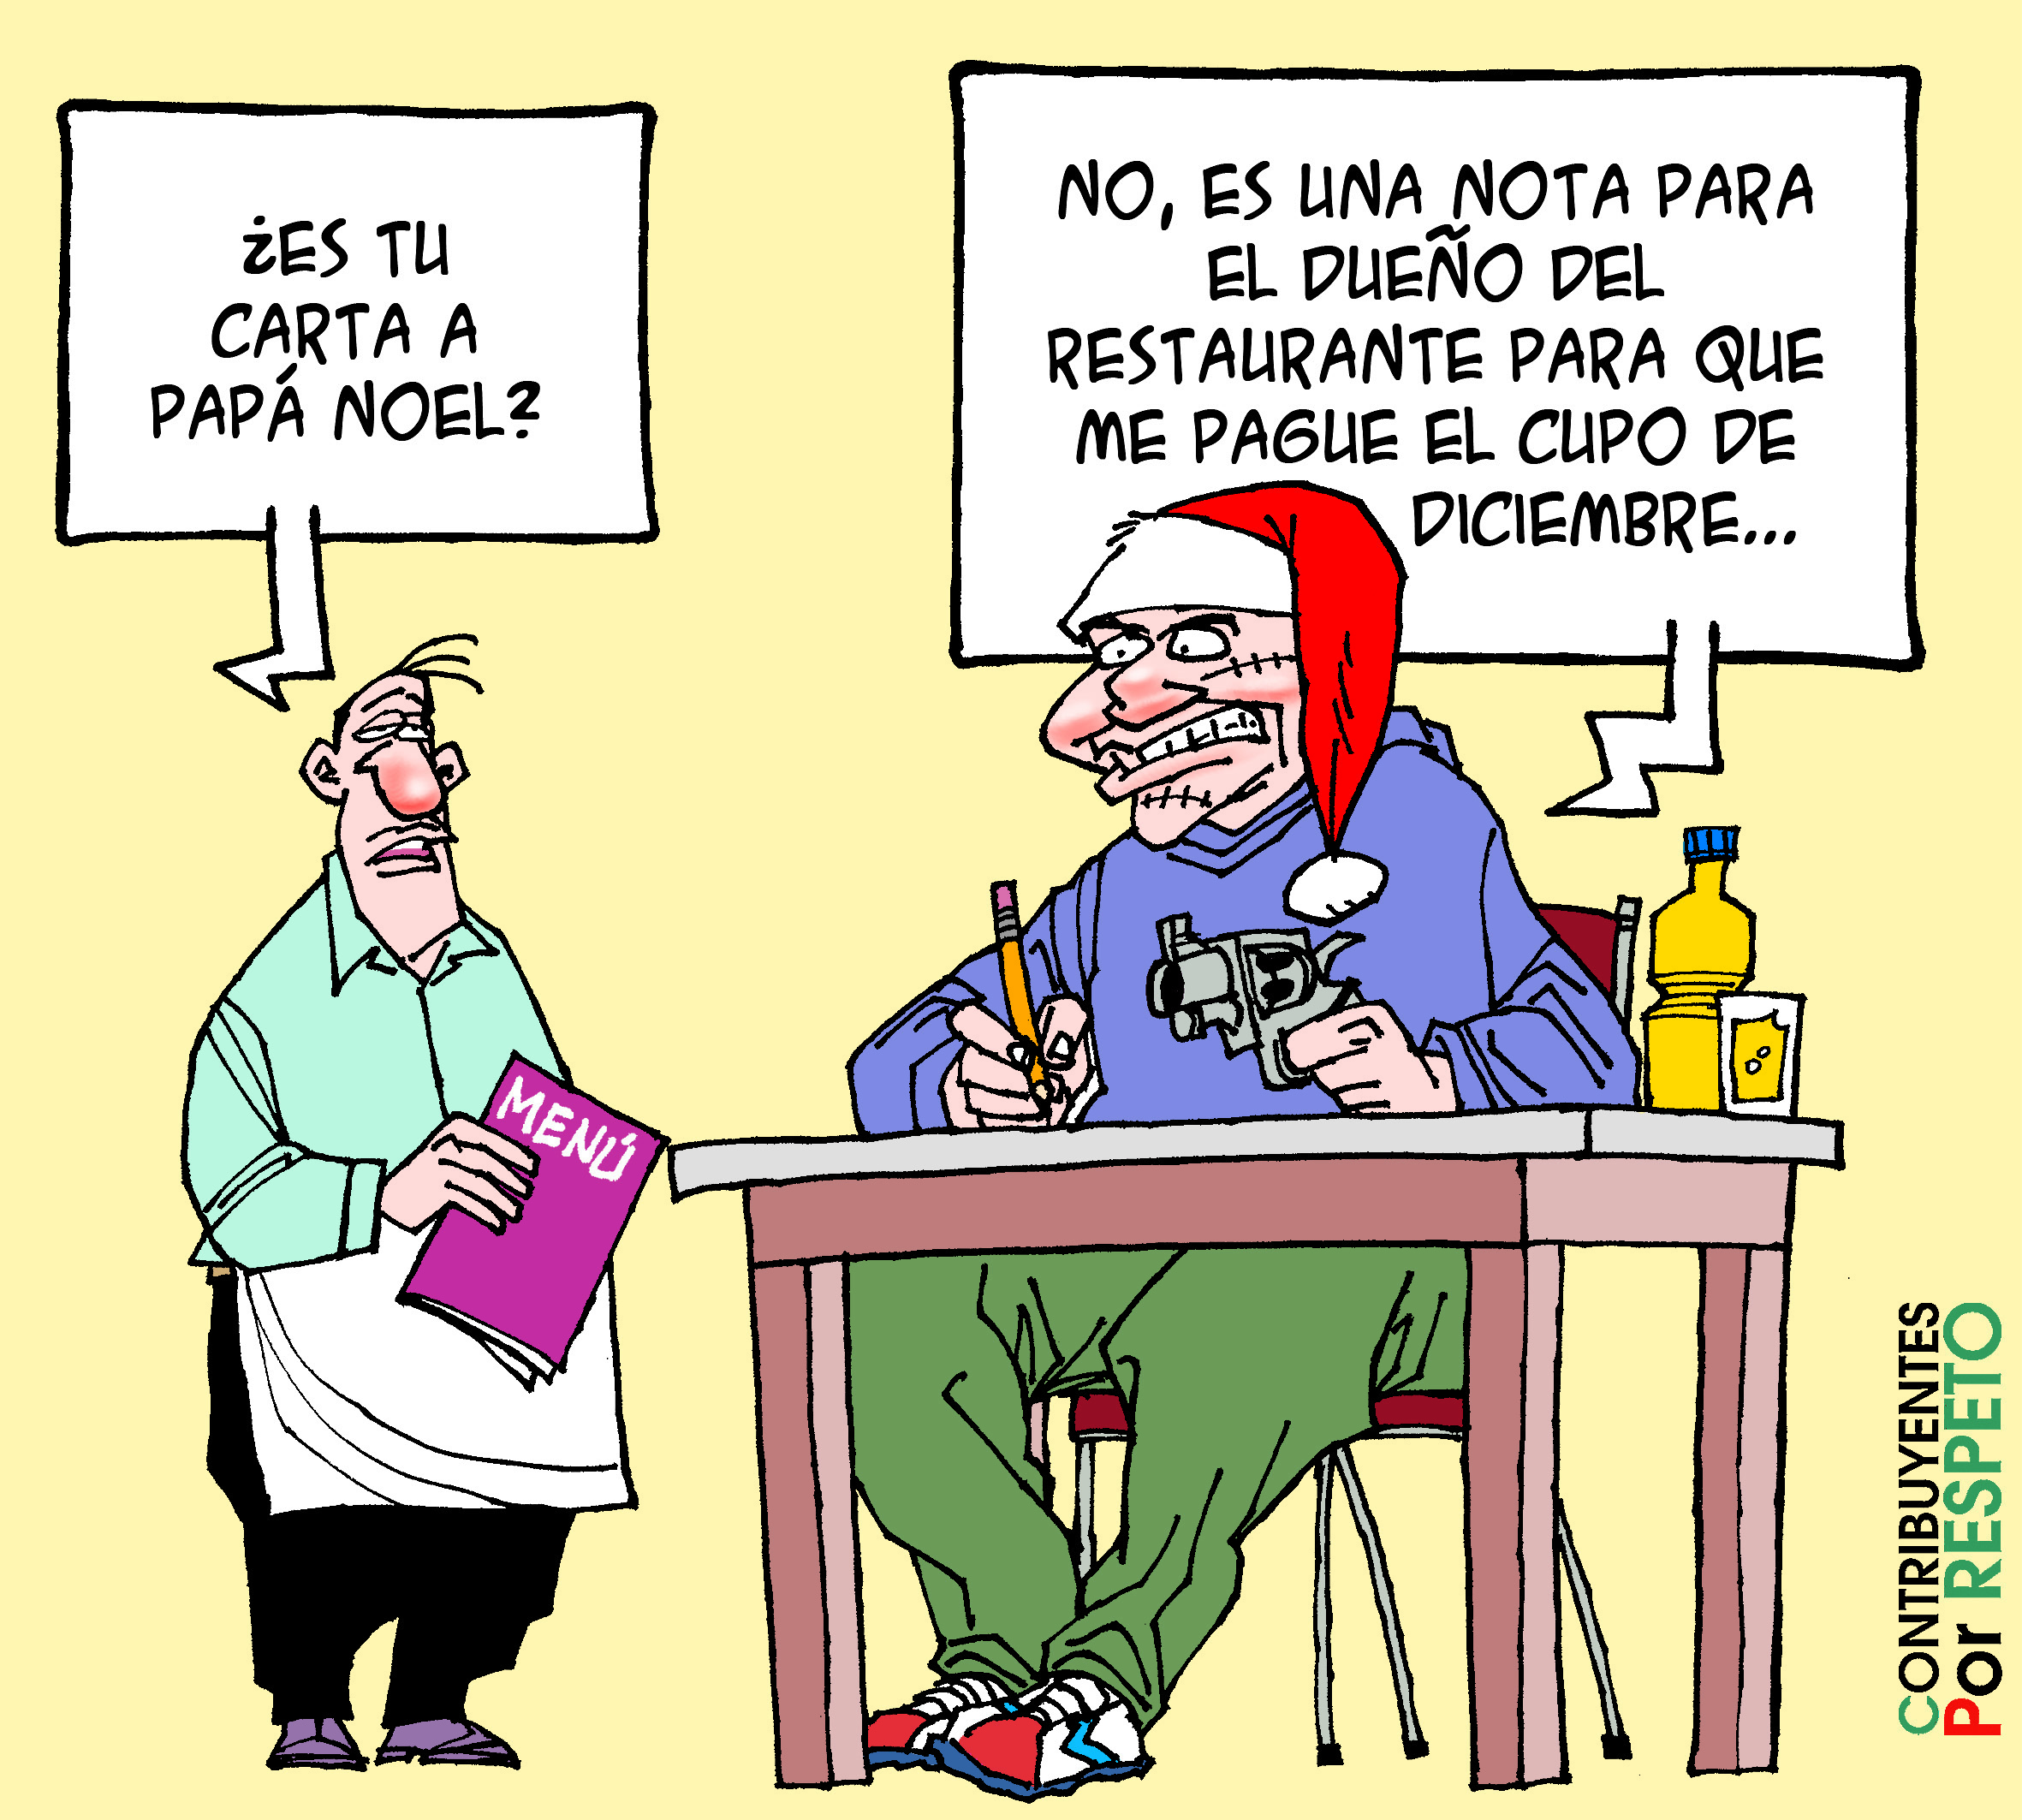 ¿ES TU
CARTA A
PAPÁ NOEL?
NO, ES UNA NOTA PARA
EL DUEÑO DEL
RESTAURANTE PARA QUE
ME PAGUE EL CUPO DE
DICIEMBRE...
MENÚ
CONTRIBUYENTES
Por RESPETO